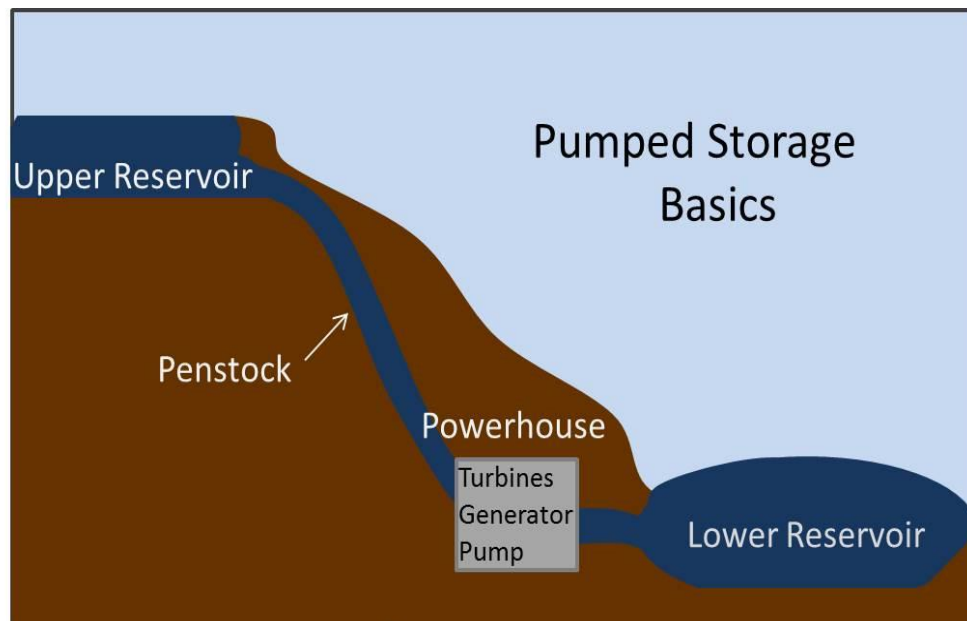 Pumped Storage
Basics
Upper Reservoir
Penstock
Powerhouse
Turbines
Generator
Pump
Lower Reservoir